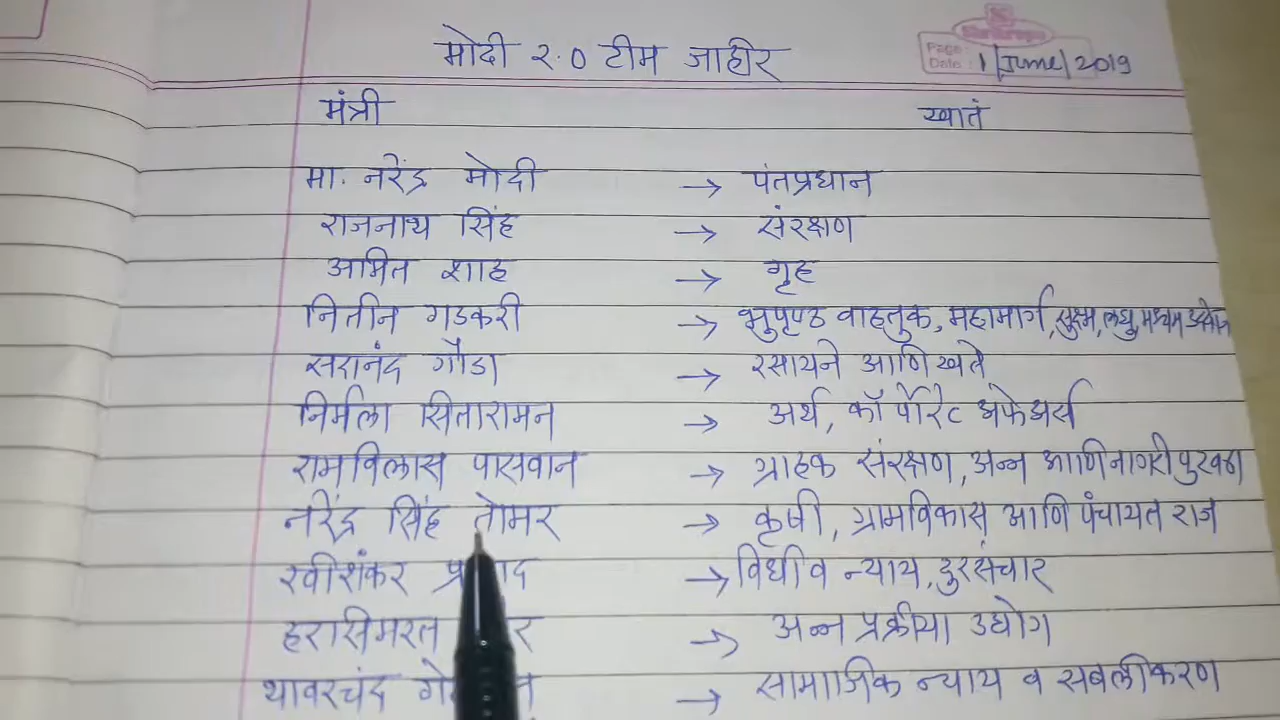 मोदी २.0 टीम जाहीर
Page:
Date: 1/June/2019
मंत्री खातं
मा. नरेंद्र मोदी → पंतप्रधान
राजनाथ सिंह → संरक्षण
अमित शाह → गृह
नितीन गडकरी → भुपृष्ठ वाहतुक, महामार्ग, सुक्ष्म, लघु, मध्यम उद्योग
सदानंद गौडा → रसायने आणि खते
निर्मला सितारामन → अर्थ, कॉर्पोरेट अफेअर्स
रामविलास पासवान → ग्राहक संरक्षण, अन्न आणि नागरी पुरवठा
नरेंद्र सिंह तोमर → कृषी, ग्रामविकास आणि पंचायत राज
रवीशंकर → विधी व न्याय, दुरसंचार
हरसिमरत → अन्न प्रक्रीया उद्योग
थावरचंद → सामाजिक न्याय व सबलीकरण